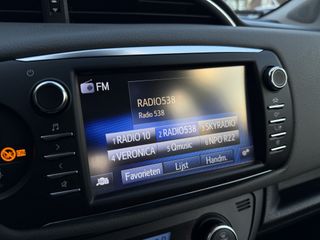 FM
RADIO538
Radio 538
1 RADIO 10 2 RADIO538 3 SKYRADIO
4 VERONICA 5 Qmusic 6 NPO R22
Favorieten Lijst Handm.